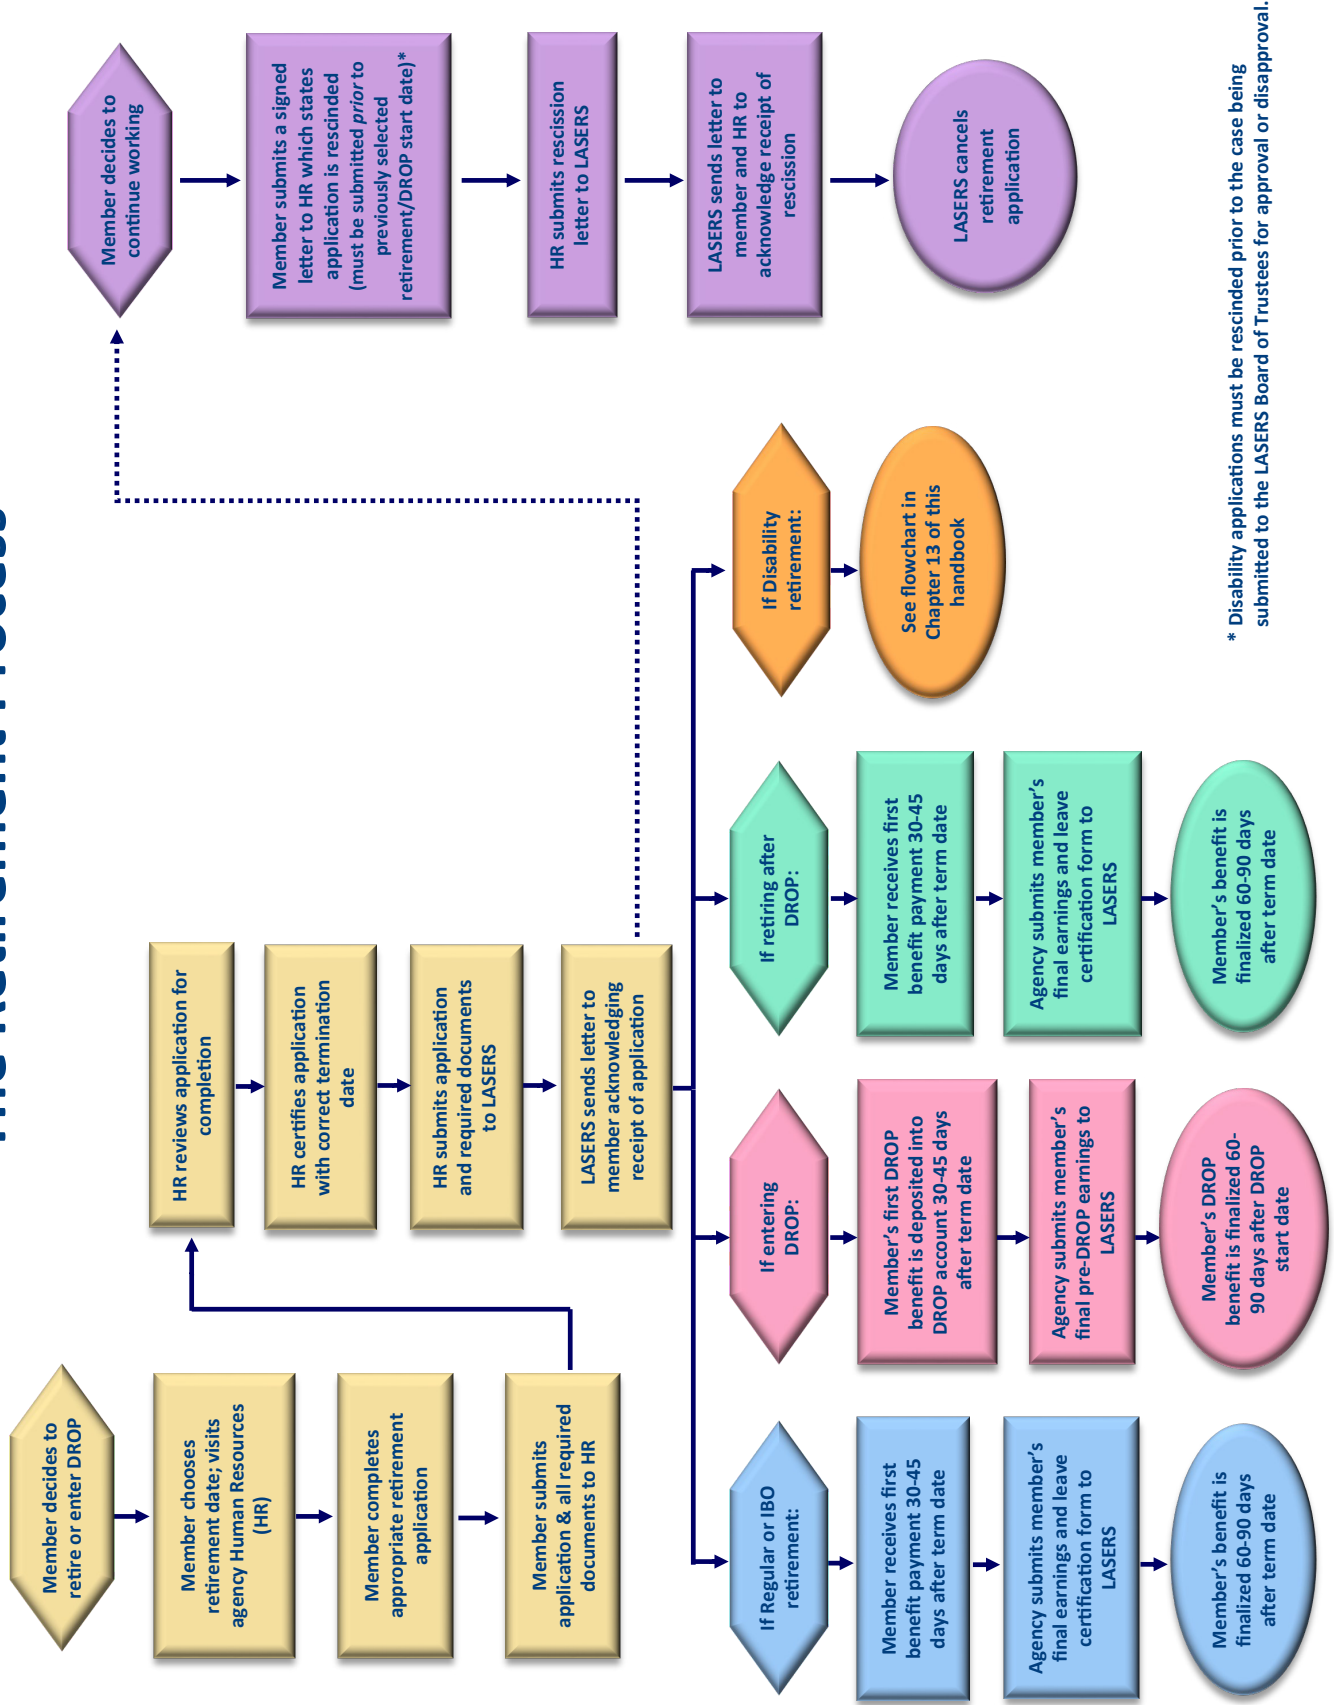 The Retirement Process
Member decides to
retire or enter DROP
Member chooses
retirement date; visits
agency Human Resources
(HR)
Member completes
appropriate retirement
application
Member submits
application & all required
documents to HR
HR reviews application for
completion
HR certifies application
with correct termination
date
HR submits application
and required documents
to LASERS
LASERS sends letter to
member acknowledging
receipt of application
Member decides to
continue working
Member submits a signed
letter to HR which states
application is rescinded
(must be submitted prior to
previously selected
retirement/DROP start date)*
HR submits rescission
letter to LASERS
LASERS sends letter to
member and HR to
acknowledge receipt of
rescission
LASERS cancels
retirement
application
If Regular or IBO
retirement:
Member receives first
benefit payment 30-45
days after term date
Agency submits member's
final earnings and leave
certification form to
LASERS
Member's benefit is
finalized 60-90 days
after term date
If entering
DROP:
Member's first DROP
benefit is deposited into
DROP account 30-45 days
after term date
Agency submits member's
final pre-DROP earnings to
LASERS
Member's DROP
benefit is finalized 60-
90 days after DROP
start date
If retiring after
DROP:
Member receives first
benefit payment 30-45
days after term date
Agency submits member's
final earnings and leave
certification form to
LASERS
Member's benefit is
finalized 60-90 days
after term date
If Disability
retirement:
See flowchart in
Chapter 13 of this
handbook
* Disability applications must be rescinded prior to the case being
submitted to the LASERS Board of Trustees for approval or disapproval.